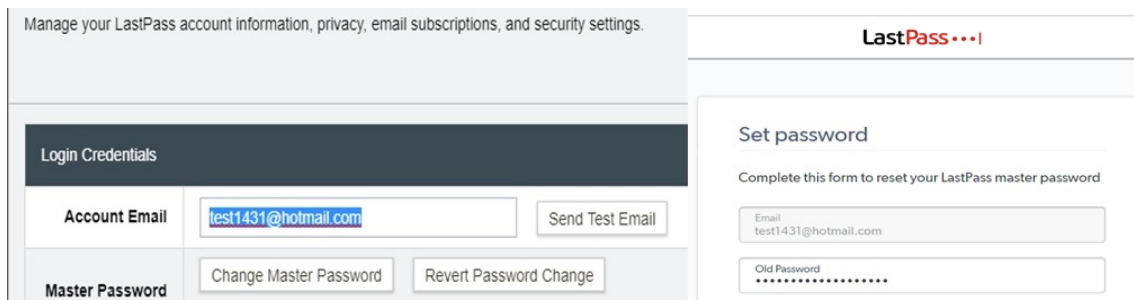 Manage your LastPass account information, privacy, email subscriptions, and security settings.
Login Credentials
Account Email
test1431@hotmail.com
Send Test Email
Master Password
Change Master Password
Revert Password Change
LastPass
Set password
Complete this form to reset your LastPass master password
Email
test1431@hotmail.com
Old Password
•••••••••••••••••••